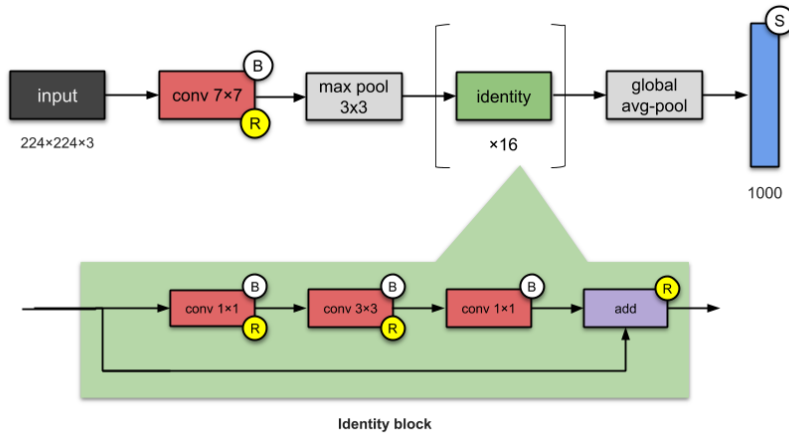 S
B
input
conv 7×7
max pool
3x3
identity
global
avg-pool
R
224×224×3
×16
1000
B
B
B
R
conv 1×1
conv 3×3
conv 1×1
add
R
R
Identity block